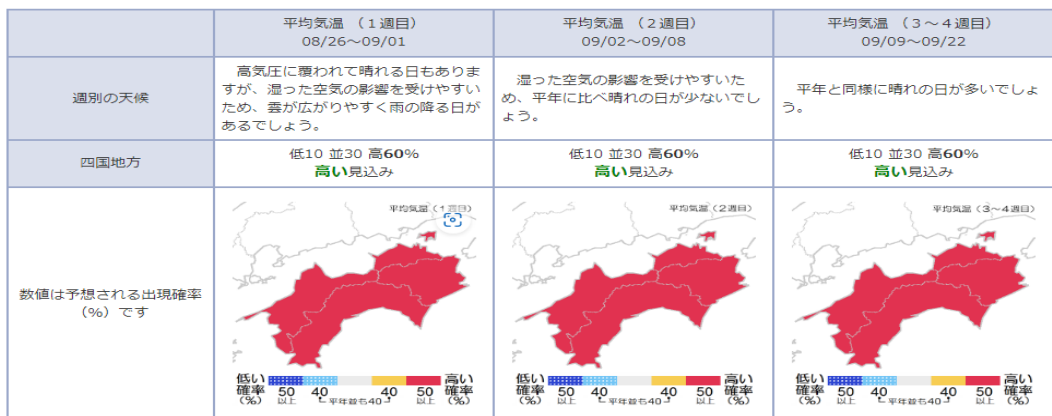 平均気温 （１週目）
08/26～09/01
平均気温 （２週目）
09/02～09/08
平均気温 （３～４週目）
09/09～09/22
週別の天候
高気圧に覆われて晴れる日もありま
すが、湿った空気の影響を受けやすい
ため、雲が広がりやすく雨の降る日が
あるでしょう。
湿った空気の影響を受けやすいた
め、平年に比べ晴れの日が少ないでし
ょう。
平年と同様に晴れの日が多いでしょ
う。
四国地方
低10 並30 高60%
高い見込み
低10 並30 高60%
高い見込み
低10 並30 高60%
高い見込み
数値は予想される出現確率
（%）です
平均気温（１週目）
平均気温（２週目）
平均気温（３～４週目）
低い
確率
(%)
50
以上
40
←平年並も40→
40
50
以上
高い
確率
(%)
低い
確率
(%)
50
以上
40
←平年並も40→
40
50
以上
高い
確率
(%)
低い
確率
(%)
50
以上
40
←平年並も40→
40
50
以上
高い
確率
(%)